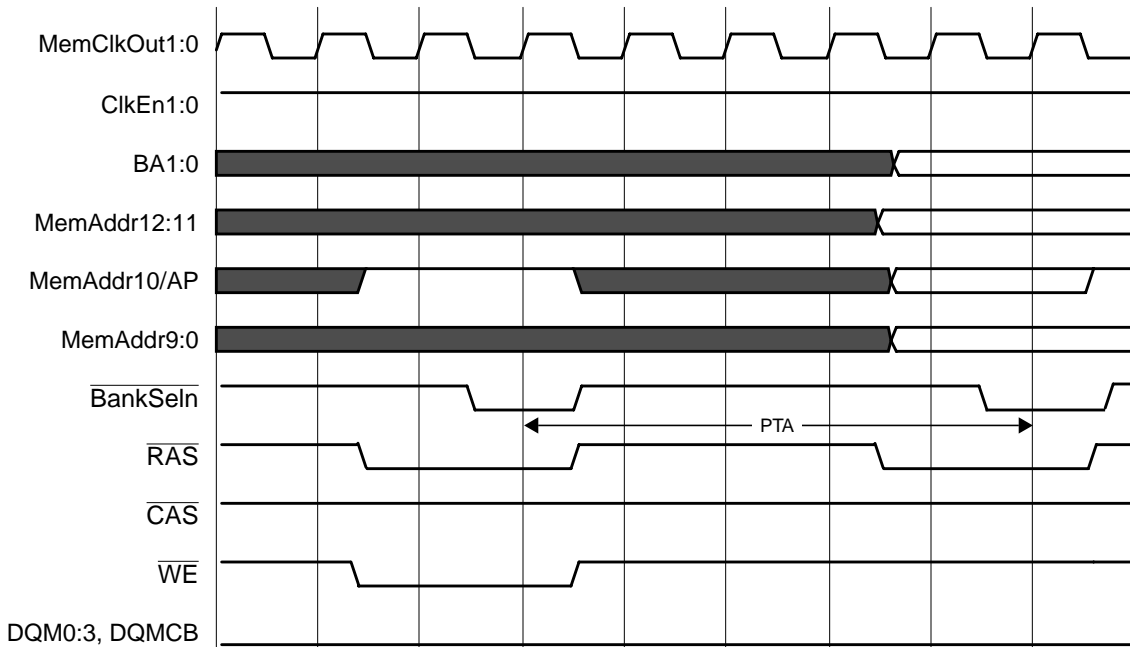 MemClkOut1:0
ClkEn1:0
BA1:0
MemAddr12:11
MemAddr10/AP
MemAddr9:0
BankSeln
PTA
RAS
CAS
WE
DQM0:3, DQMCB